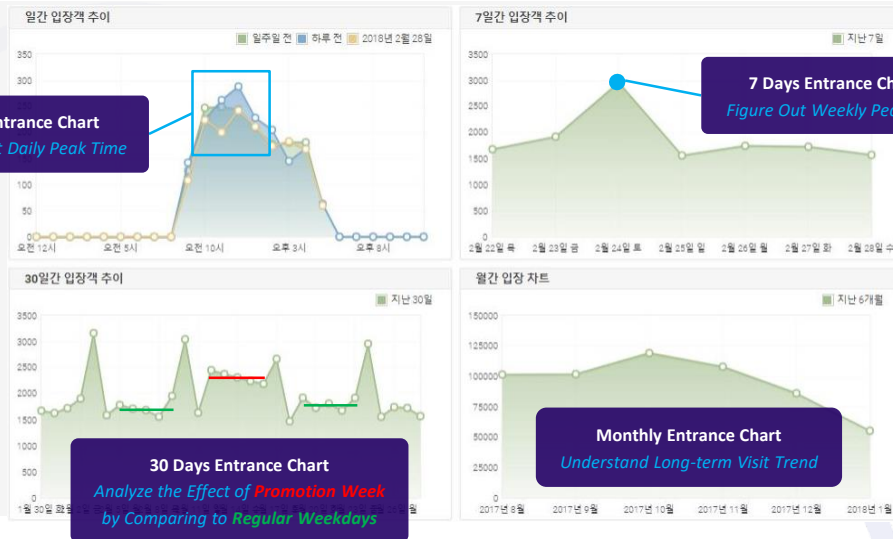 일간 입장객 추이
일주일 전 하루 전 2018년 2월 28일
350
300
100
50
0
오전 12시 오전 5시 오전 10시 오후 3시 오후 8시
Chart
Daily Peak Time
7일간 입장객 추이
지난 7일
3500
3000
2500
2000
1500
1000
500
0
2월 22일 목 2월 23일 금 2월 24일 토 2월 25일 일 2월 26일 월 2월 27일 화 2월 28일 수
7 Days Entrance
Figure Out Weekly
30일간 입장객 추이
지난 30일
3500
3000
2500
2000
1500
1000
500
0
1월 30일
30 Days Entrance Chart
Analyze the Effect of Promotion Week
by Comparing to Regular Weekdays
월간 입장 차트
지난 6개월
150000
125000
100000
75000
50000
25000
0
2017년 8월 2017년 9월 2017년 10월 2017년 11월 2017년 12월 2018년 1월
Monthly Entrance Chart
Understand Long-term Visit Trend